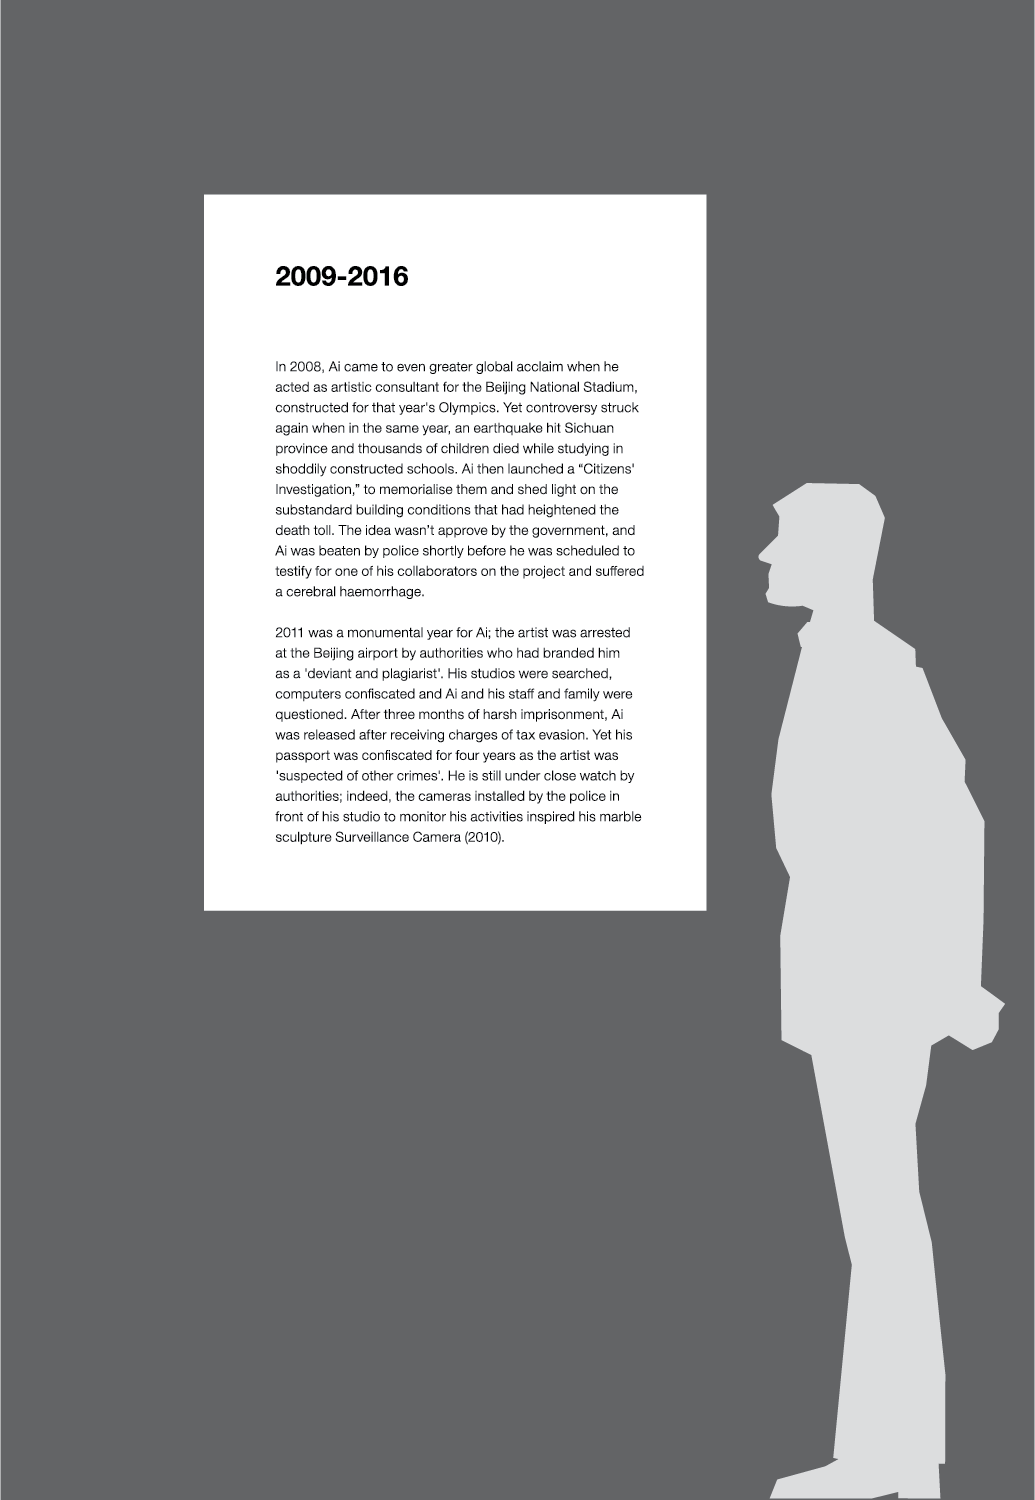 2009-2016
In 2008, Ai came to even greater global acclaim when he
acted as artistic consultant for the Beijing National Stadium,
constructed for that year's Olympics. Yet controversy struck
again when in the same year, an earthquake hit Sichuan
province and thousands of children died while studying in
shoddily constructed schools. Ai then launched a “Citizens'
Investigation,” to memorialise them and shed light on the
substandard building conditions that had heightened the
death toll. The idea wasn’t approve by the government, and
Ai was beaten by police shortly before he was scheduled to
testify for one of his collaborators on the project and suffered
a cerebral haemorrhage.
2011 was a monumental year for Ai; the artist was arrested
at the Beijing airport by authorities who had branded him
as a 'deviant and plagiarist'. His studios were searched,
computers confiscated and Ai and his staff and family were
questioned. After three months of harsh imprisonment, Ai
was released after receiving charges of tax evasion. Yet his
passport was confiscated for four years as the artist was
'suspected of other crimes'. He is still under close watch by
authorities; indeed, the cameras installed by the police in
front of his studio to monitor his activities inspired his marble
sculpture Surveillance Camera (2010).